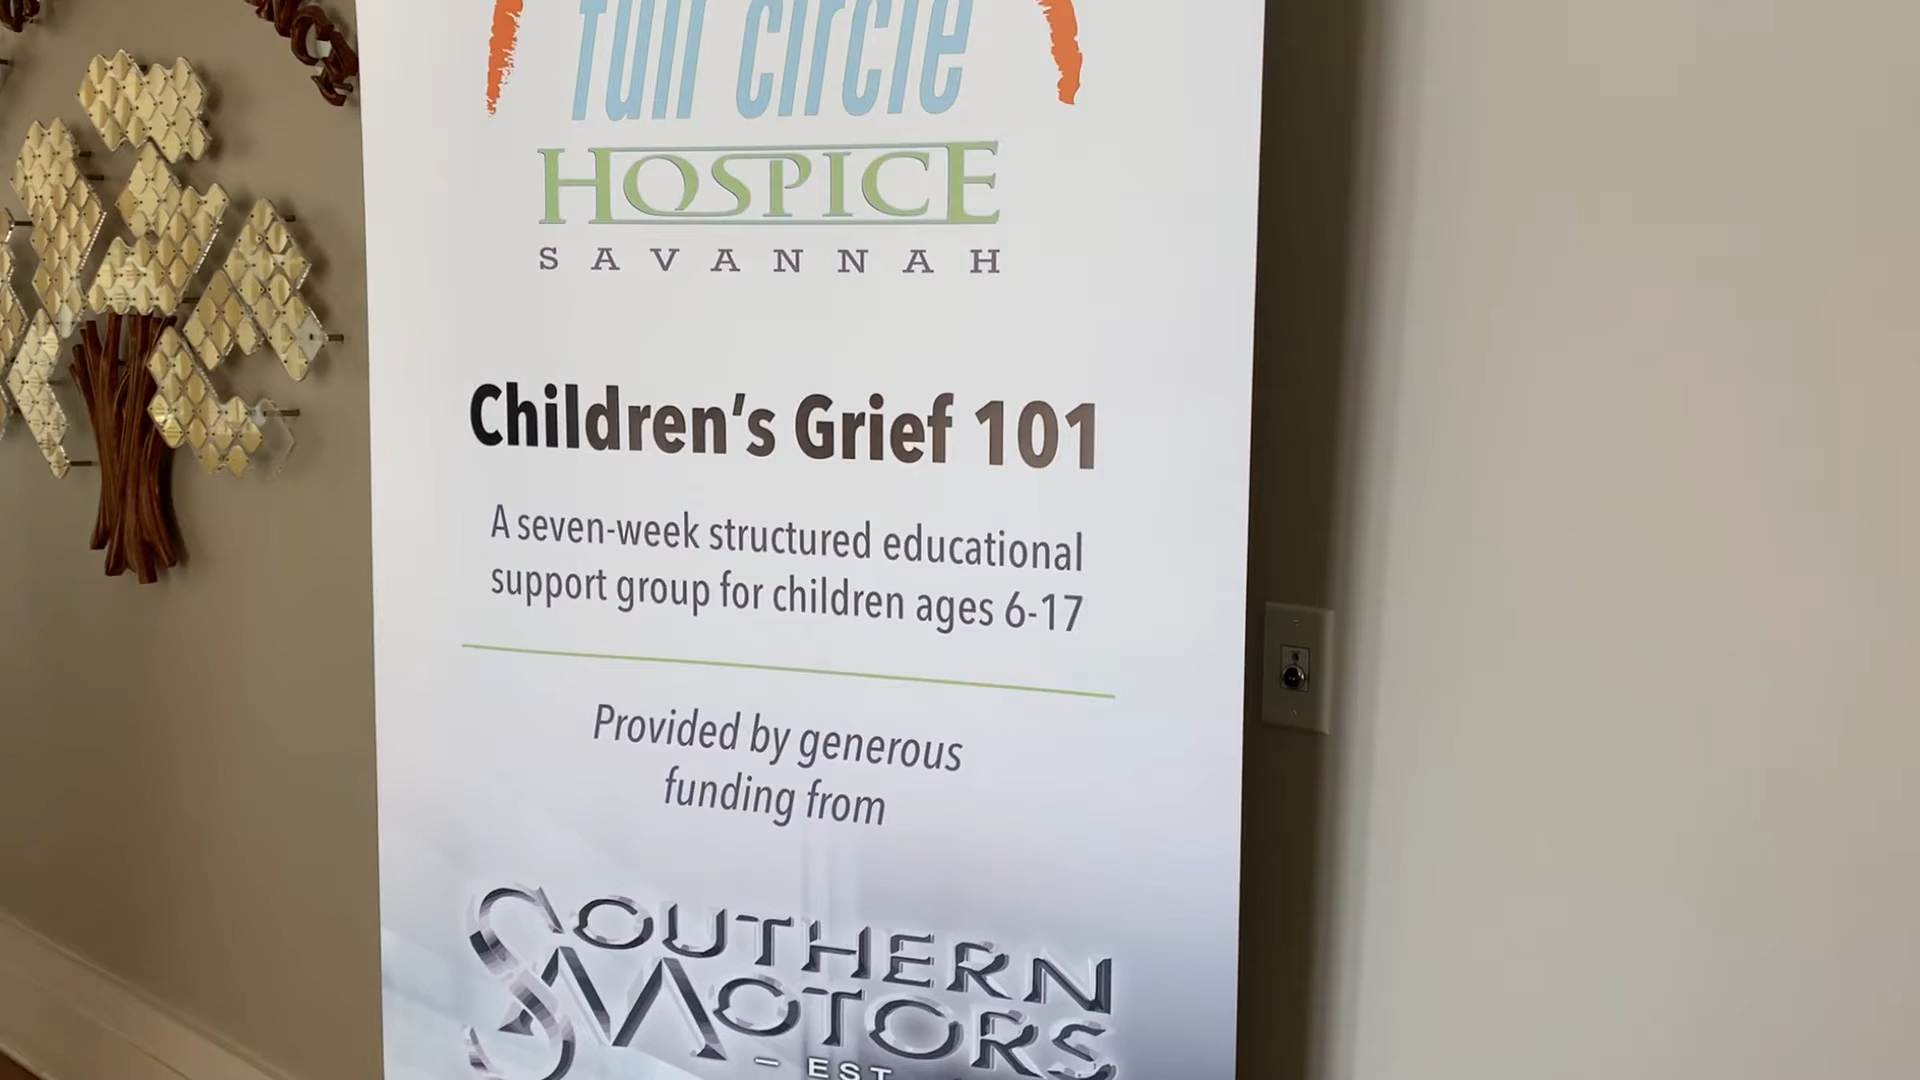 full circle
HOSPICE
SAVANNAH
Children's Grief 101
A seven-week structured educational
support group for children ages 6-17
Provided by generous
funding from
SOUTHERN
MOTORS
– EST